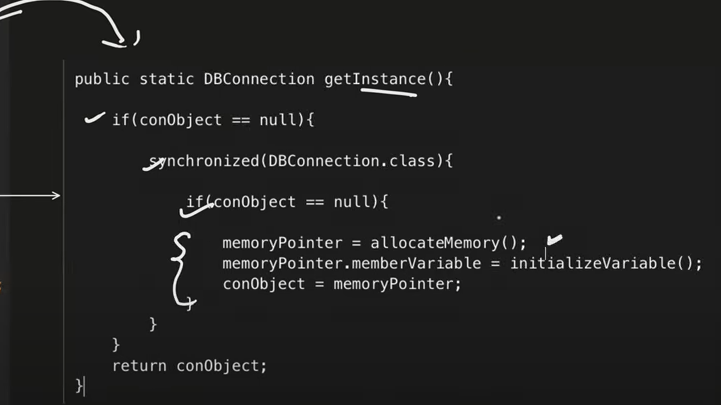 public static DBConnection getInstance(){
if(conObject == null){
synchronized(DBConnection.class){
if(conObject == null){
memoryPointer = allocateMemory();
memoryPointer.memberVariable = initializeVariable();
conObject = memoryPointer;
}
}
}
return conObject;
}